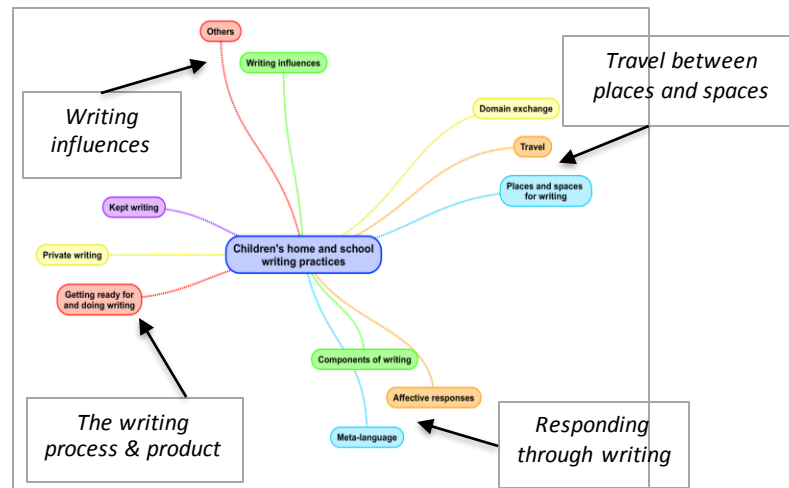 Others
Writing influences
Travel between
places and spaces
Writing
influences
Domain exchange
Travel
Places and spaces
for writing
Kept writing
Children's home and school
writing practices
Private writing
Getting ready for
and doing writing
Components of writing
Affective responses
The writing
process & product
Meta-language
Responding
through writing